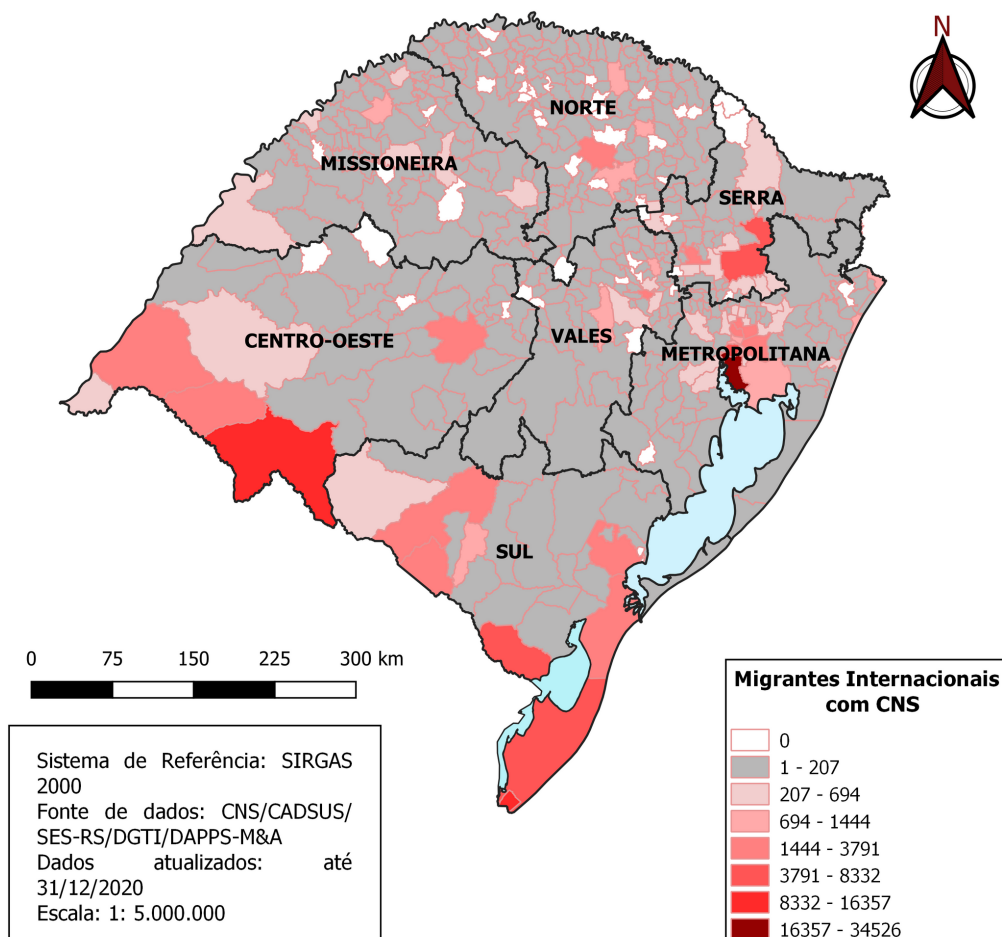 N
NORTE
MISSIONEIRA
SERRA
CENTRO-OESTE
VALES
METROPOLITANA
SUL
0 75 150 225 300 km
Sistema de Referência: SIRGAS
2000
Fonte de dados: CNS/CADSUS/
SES-RS/DGTI/DAPPS-M&A
Dados atualizados: até
31/12/2020
Escala: 1: 5.000.000
Migrantes Internacionais
com CNS
0
1 - 207
207 - 694
694 - 1444
1444 - 3791
3791 - 8332
8332 - 16357
16357 - 34526